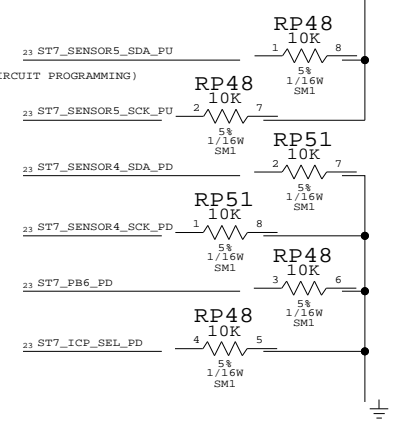 RP48
10K
23 ST7_SENSOR5_SDA_PU
1
8
5%
1/16W
SM1
IRCUIT PROGRAMMING)
RP48
10K
23 ST7_SENSOR5_SCK_PU
2
7
5%
1/16W
SM1
RP51
10K
23 ST7_SENSOR4_SDA_PD
2
7
5%
1/16W
SM1
RP51
10K
23 ST7_SENSOR4_SCK_PD
1
8
5%
1/16W
SM1
RP48
10K
23 ST7_PB6_PD
3
6
5%
1/16W
SM1
RP48
10K
23 ST7_ICP_SEL_PD
4
5
5%
1/16W
SM1